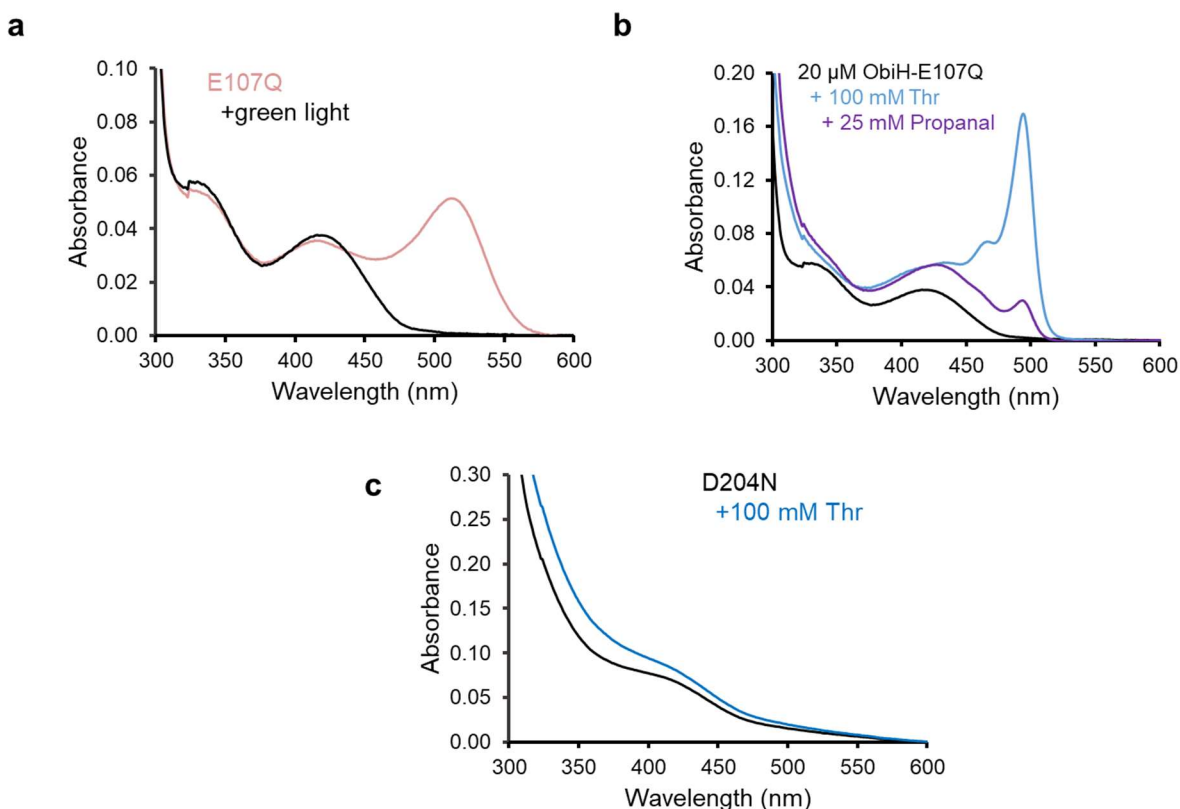 a
E107Q
+green light
Absorbance
0.10
0.08
0.06
0.04
0.02
0.00
300 350 400 450 500 550 600
Wavelength (nm)
b
20 µM ObiH-E107Q
+ 100 mM Thr
+ 25 mM Propanal
Absorbance
0.20
0.16
0.12
0.08
0.04
0.00
300 350 400 450 500 550 600
Wavelength (nm)
c
D204N
+100 mM Thr
Absorbance
0.30
0.25
0.20
0.15
0.10
0.05
0.00
300 350 400 450 500 550 600
Wavelength (nm)